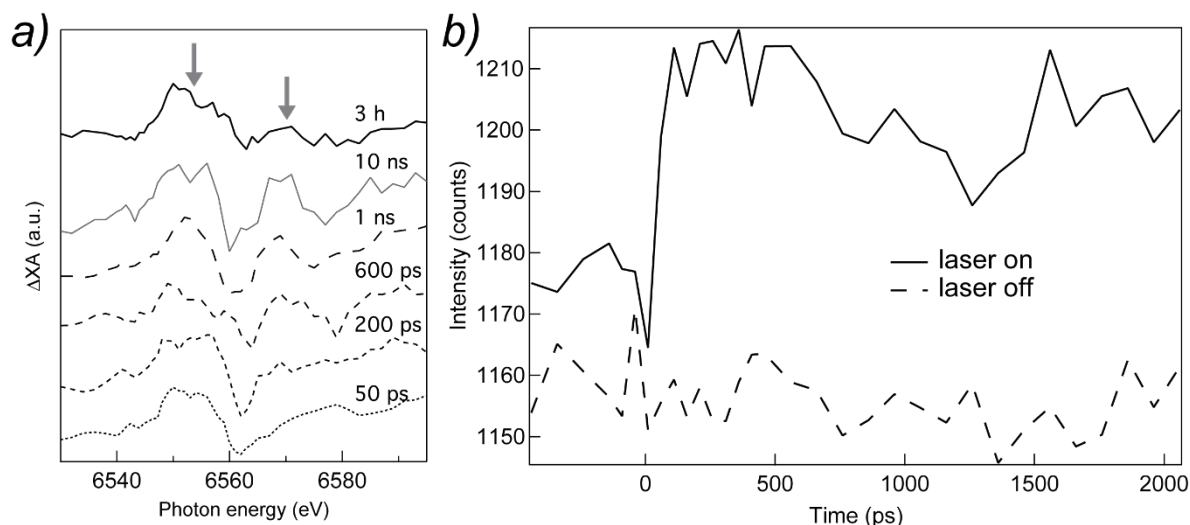 a)
3 h
10 ns
1 ns
600 ps
200 ps
50 ps
ΔXA (a.u.)
6540
6560
6580
Photon energy (eV)
b)
1210
1200
1190
1180
1170
1160
1150
Intensity (counts)
laser on
laser off
0
500
1000
1500
2000
Time (ps)